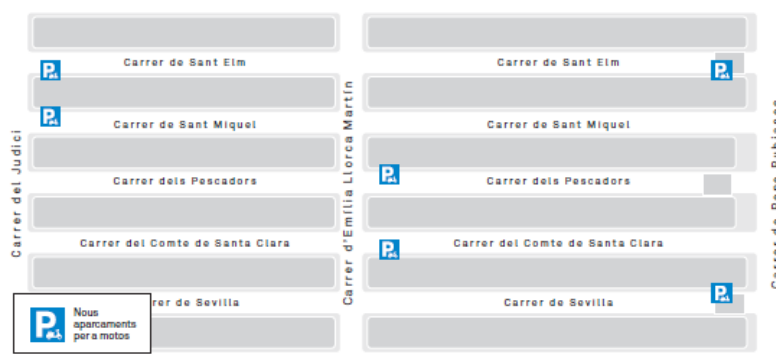 Carrer de Sant Elm
Carrer de Sant Elm
P
P
P
Carrer de Sant Miquel
Carrer de Sant Miquel
Carrer del Judici
Carrer d'Emília Llorca Martín
P
Carrer dels Pescadors
Carrer dels Pescadors
Carrer del Comte de Santa Clara
Carrer del Comte de Santa Clara
P
P
rrer de Sevilla
Carrer de Sevilla
P
Nous
aparcaments
per a motos